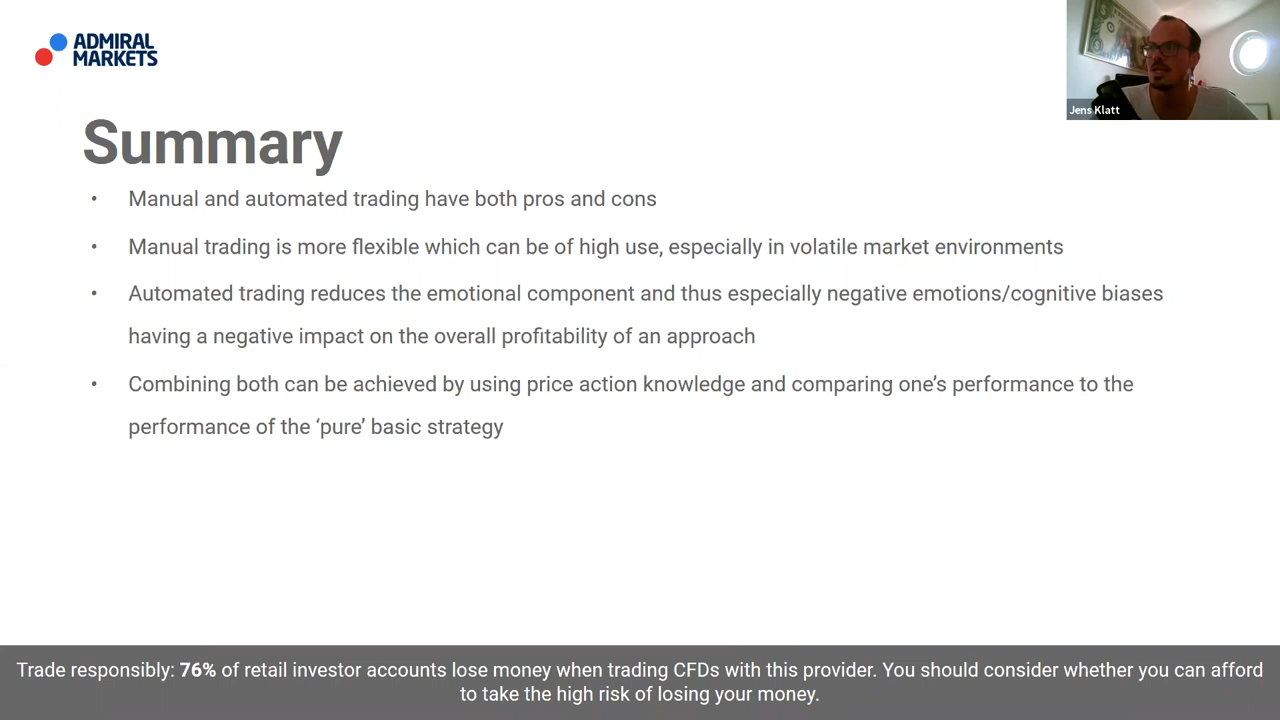 ADMIRAL
MARKETS
Jens Klatt
Summary
• Manual and automated trading have both pros and cons
• Manual trading is more flexible which can be of high use, especially in volatile market environments
• Automated trading reduces the emotional component and thus especially negative emotions/cognitive biases
having a negative impact on the overall profitability of an approach
• Combining both can be achieved by using price action knowledge and comparing one’s performance to the
performance of the ‘pure’ basic strategy
Trade responsibly: 76% of retail investor accounts lose money when trading CFDs with this provider. You should consider whether you can afford
to take the high risk of losing your money.